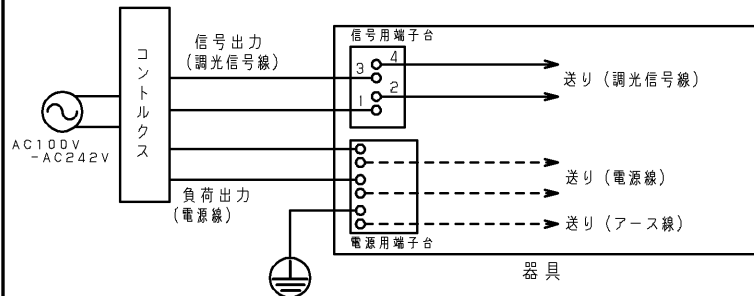 コントルクス
AC100V
-AC242V
信号出力
(調光信号線)
負荷出力
(電源線)
信号用端子台
4
3
2
1
送り(調光信号線)
送り(電源線)
送り(アース線)
電源用端子台
器具